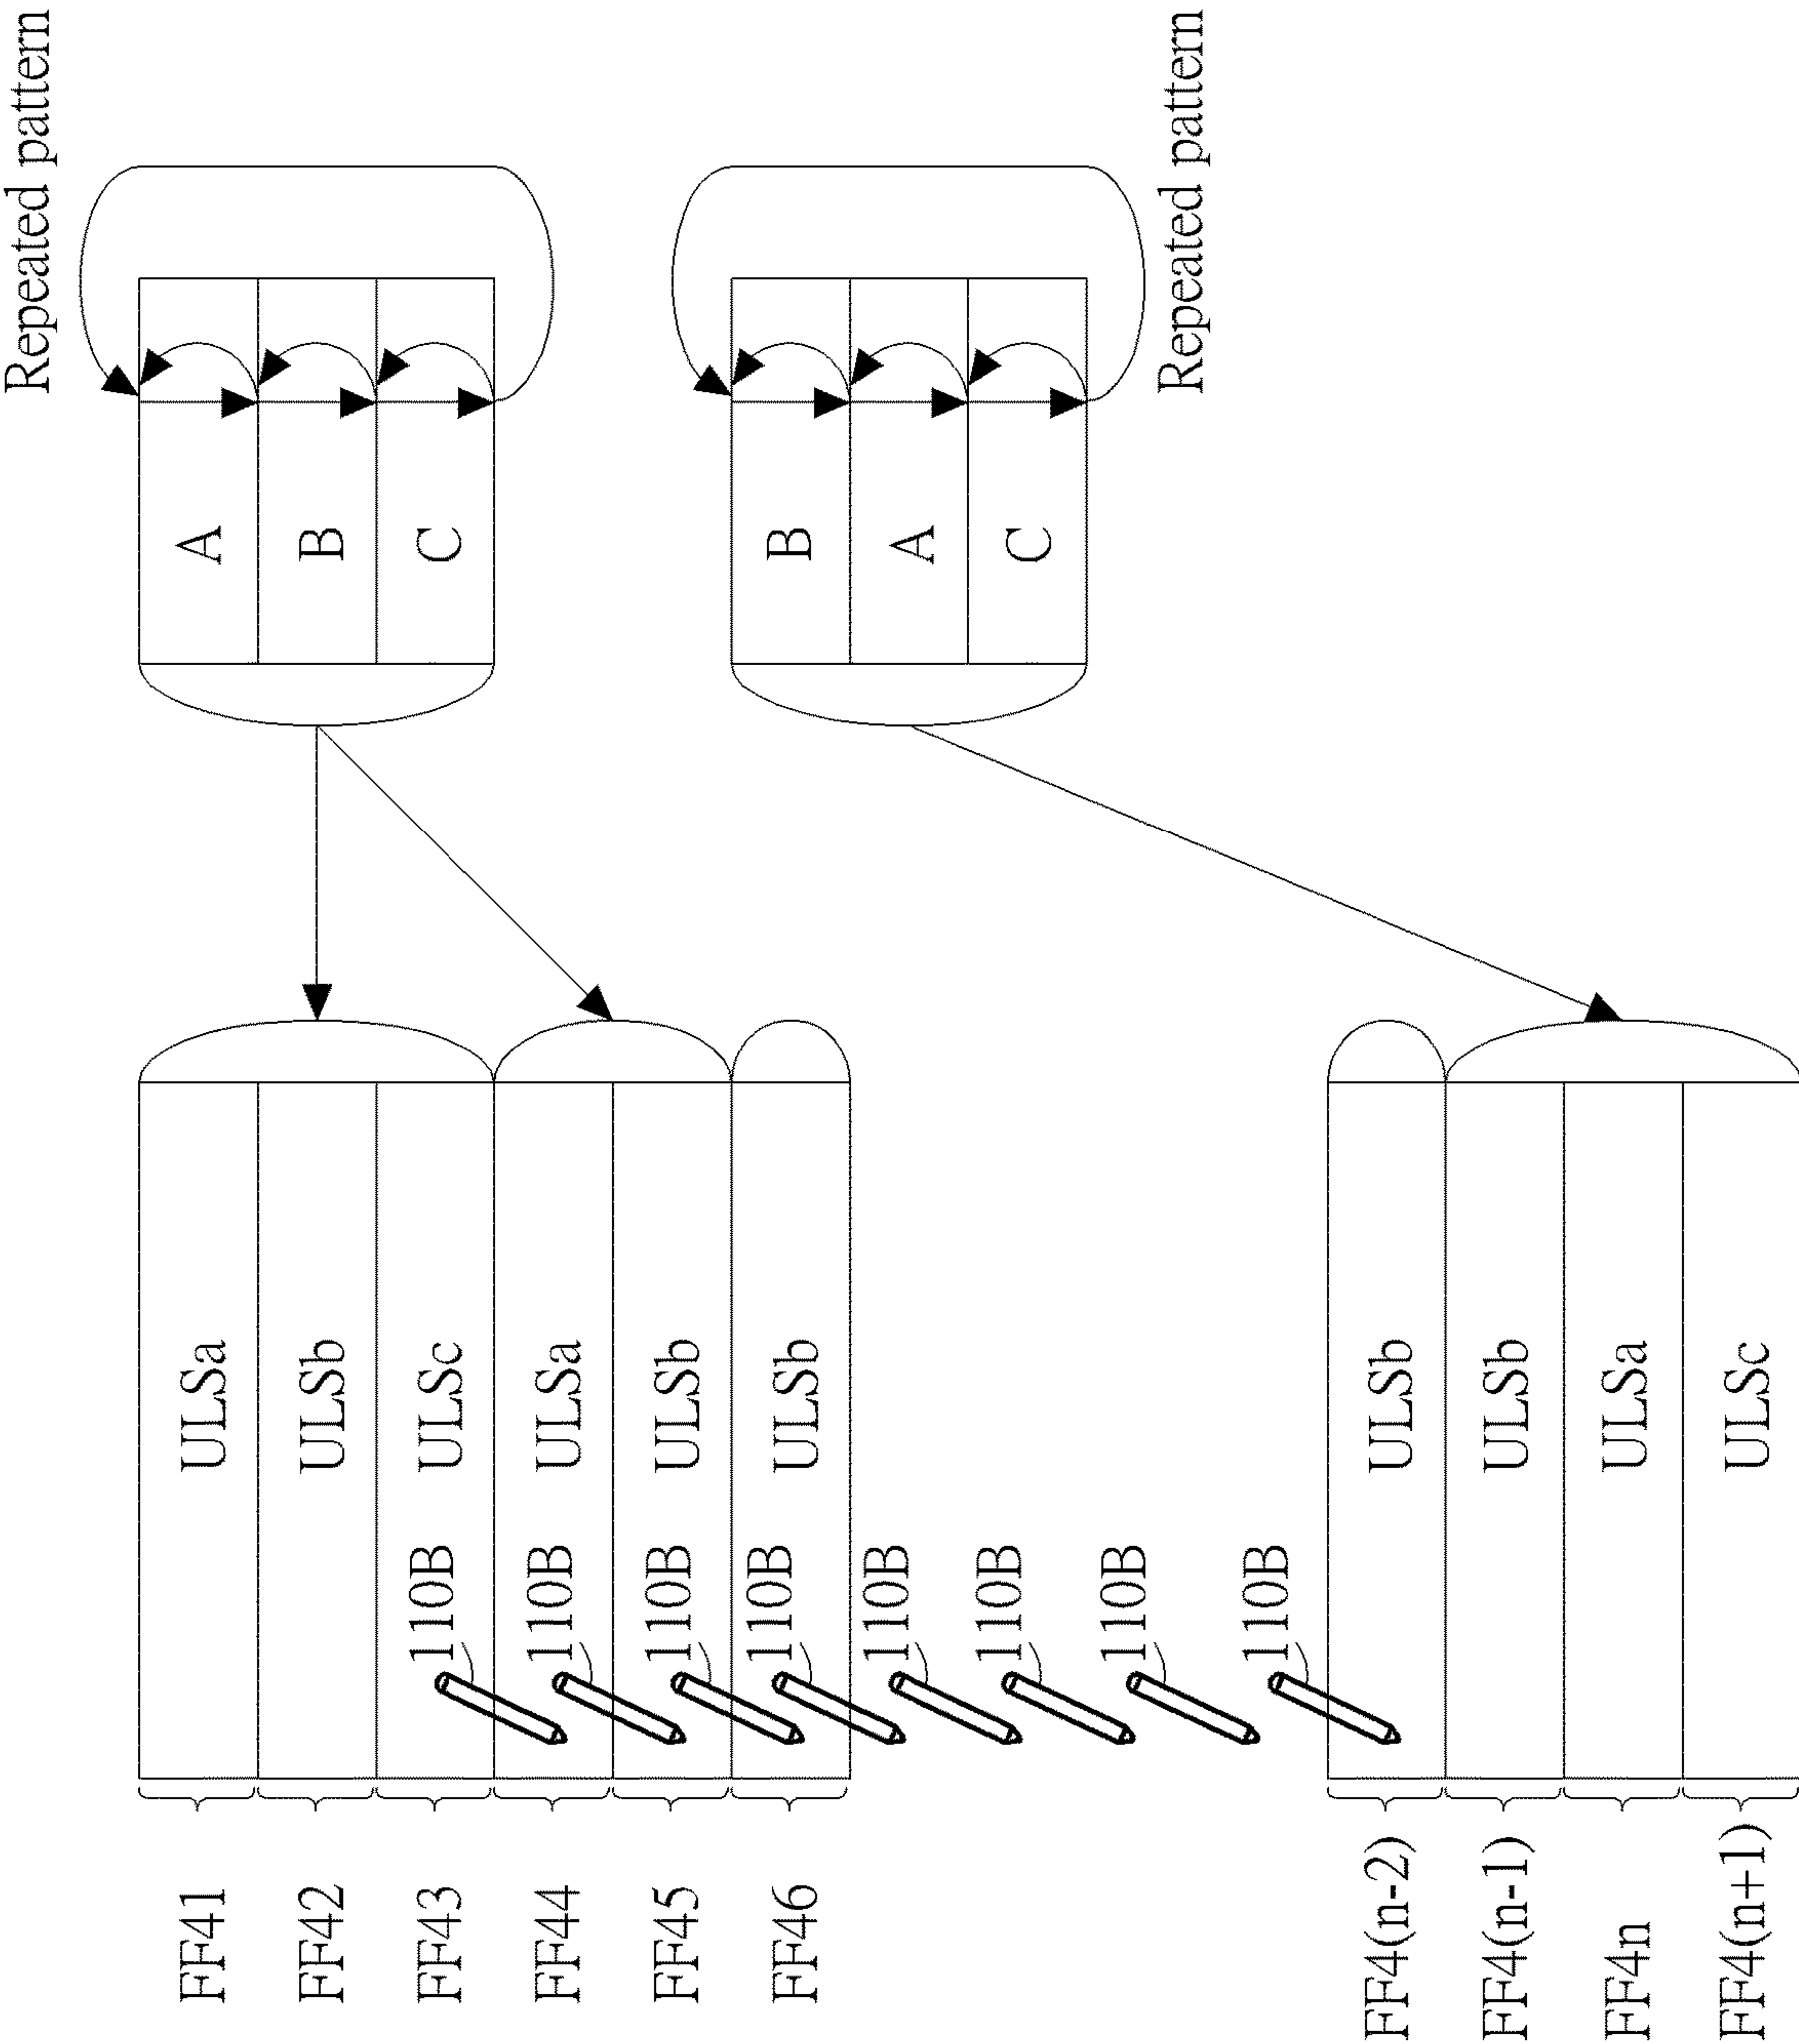 Repeated pattern
FF41 ULSa A
FF42 ULSb B
FF43 110B ULSc C
FF44 110B ULSa
FF45 110B ULSb
FF46 110B ULSb B
110B A
110B C
110B
Repeated pattern
110B
FF4(n-2) ULSb
FF4(n-1) ULSb
FF4n ULSa
FF4(n+1) ULSc